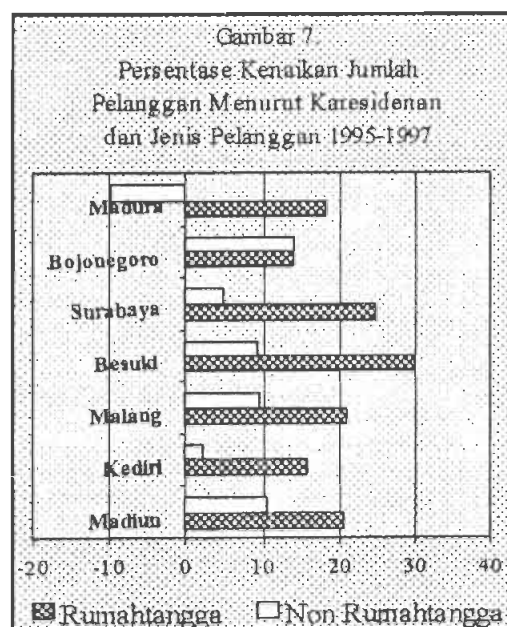 Gambar 7.
Persentase Kenaikan Jumlah
Pelanggan Menurut Karesidenan
dan Jenis Pelanggan 1995-1997
Madura
Bojonegoro
Surabaya
Besuki
Malang
Kediri
Madiun
-20 -10 0 10 20 30 40
Rumahtangga Non Rumahtangga